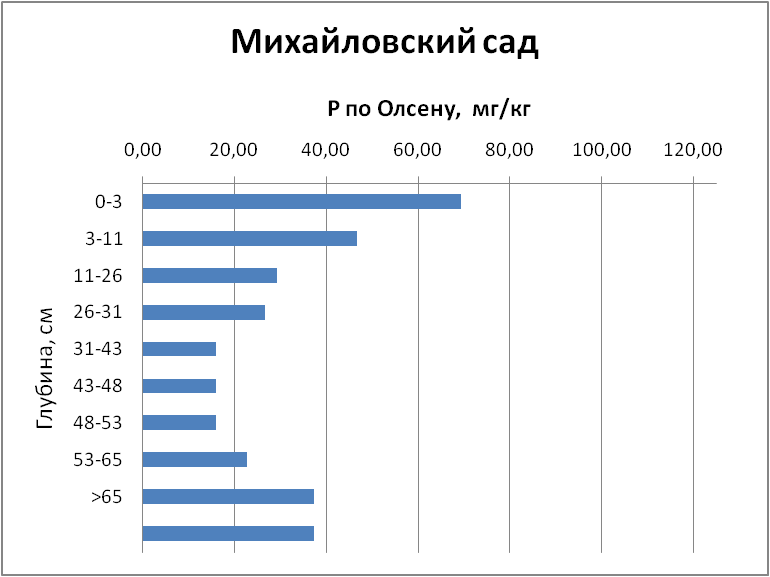 Михайловский сад
Р по Олсену, мг/кг
0,00 20,00 40,00 60,00 80,00 100,00 120,00
Глубина, см
0-3
3-11
11-26
26-31
31-43
43-48
48-53
53-65
>65